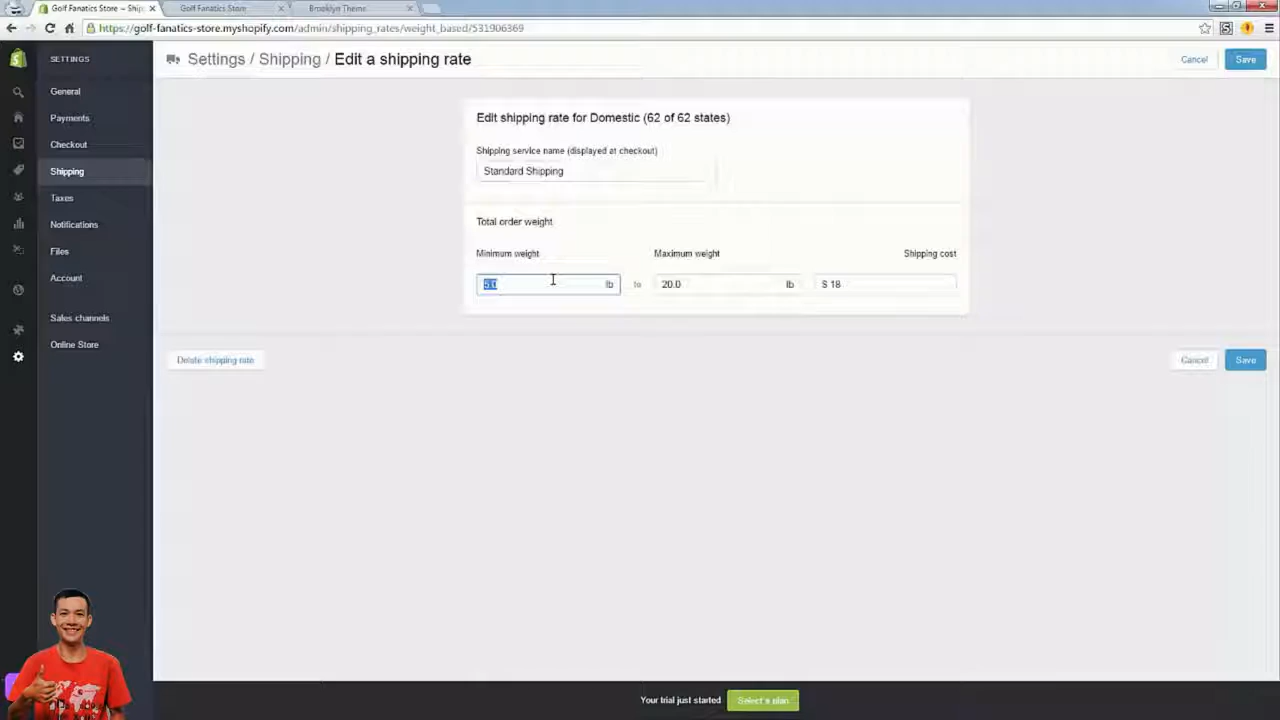 Golf Fanatics Store ~ Ship
Golf Fanatics Store
Brooklyn Theme
https://golf-fanatics-store.myshopify.com/admin/shipping_rates/weight_based/531906369
SETTINGS
Settings / Shipping / Edit a shipping rate
Cancel
Save
General
Payments
Checkout
Shipping
Taxes
Notifications
Files
Account
Sales channels
Online Store
Edit shipping rate for Domestic (62 of 62 states)
Shipping service name (displayed at checkout)
Standard Shipping
Total order weight
Minimum weight
Maximum weight
Shipping cost
5.0 lb to 20.0 lb $ 18
Delete shipping rate
Cancel
Save
Your trial just started
Select a plan